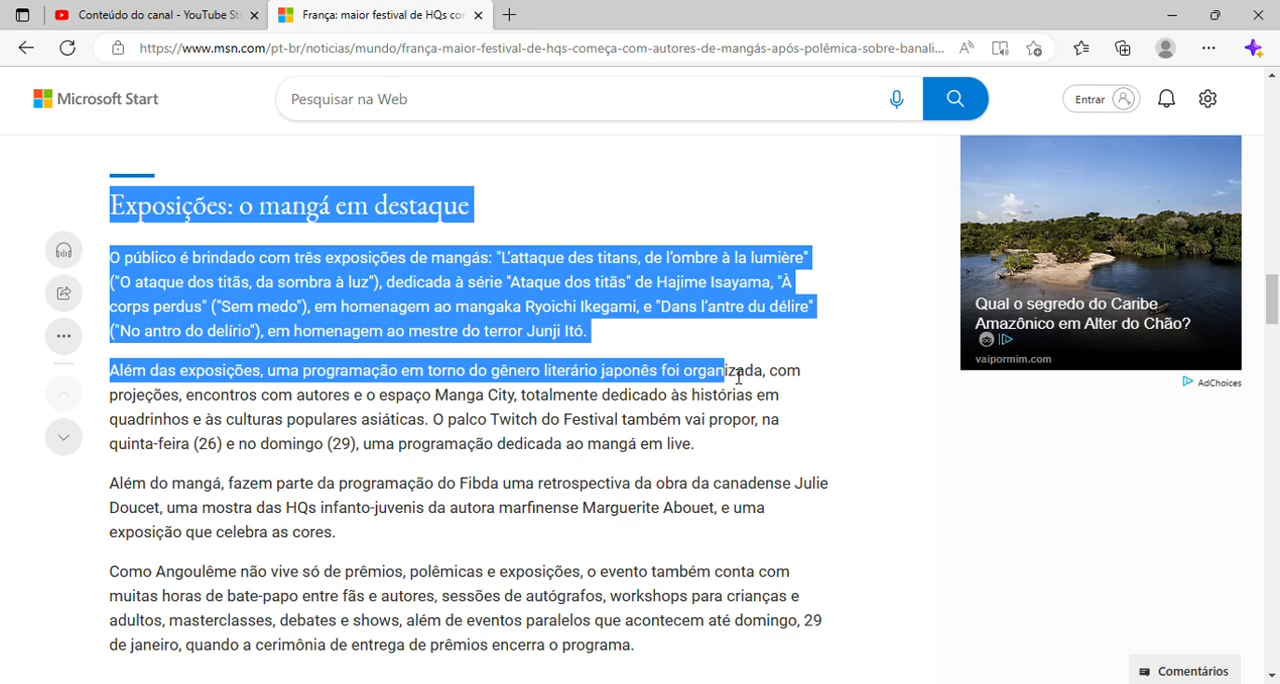 Conteúdo do canal - YouTube St
França: maior festival de HQs cor
https://www.msn.com/pt-br/noticias/mundo/frança-maior-festival-de-hqs-começa-com-autores-de-mangás-após-polêmica-sobre-banali...
Microsoft Start
Pesquisar na Web
Entrar
Exposições: o mangá em destaque
O público é brindado com três exposições de mangás: "L'attaque des titans, de l'ombre à la lumière"
("O ataque dos titãs, da sombra à luz"), dedicada à série "Ataque dos titãs" de Hajime Isayama, "À
corps perdus" ("Sem medo"), em homenagem ao mangaka Ryoichi Ikegami, e "Dans l'antre du délire"
("No antro do delírio"), em homenagem ao mestre do terror Junji Itó.
Além das exposições, uma programação em torno do gênero literário japonês foi organizada, com
projeções, encontros com autores e o espaço Manga City, totalmente dedicado às histórias em
quadrinhos e às culturas populares asiáticas. O palco Twitch do Festival também vai propor, na
quinta-feira (26) e no domingo (29), uma programação dedicada ao mangá em live.
Além do mangá, fazem parte da programação do Fibda uma retrospectiva da obra da canadense Julie
Doucet, uma mostra das HQs infanto-juvenis da autora marfinense Marguerite Abouet, e uma
exposição que celebra as cores.
Como Angoulême não vive só de prêmios, polêmicas e exposições, o evento também conta com
muitas horas de bate-papo entre fãs e autores, sessões de autógrafos, workshops para crianças e
adultos, masterclasses, debates e shows, além de eventos paralelos que acontecem até domingo, 29
de janeiro, quando a cerimônia de entrega de prêmios encerra o programa.
Qual o segredo do Caribe
Amazônico em Alter do Chão?
vaipormim.com
AdChoices
Comentários